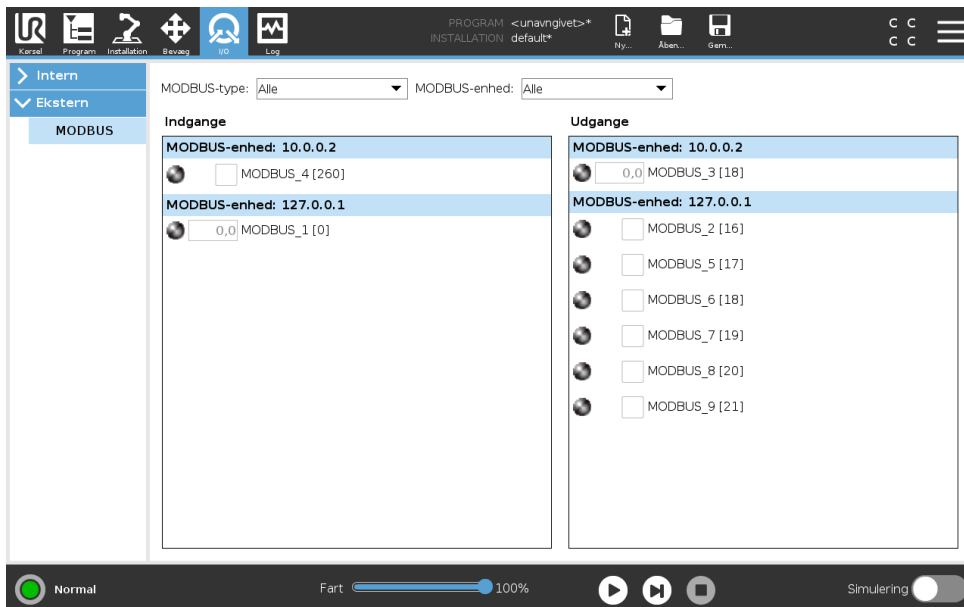 UR
Kørsel
Program
Installation
Bevæg
I/O
Log
PROGRAM <unavngivet>*
INSTALLATION default*
Ny...
Åben...
Gem...
C C
C C
Intern
Ekstern
MODBUS
MODBUS-type: Alle
MODBUS-enhed: Alle
Indgange
MODBUS-enhed: 10.0.0.2
MODBUS_4 [260]
MODBUS-enhed: 127.0.0.1
0,0 MODBUS_1 [0]
Udgange
MODBUS-enhed: 10.0.0.2
0,0 MODBUS_3 [18]
MODBUS-enhed: 127.0.0.1
MODBUS_2 [16]
MODBUS_5 [17]
MODBUS_6 [18]
MODBUS_7 [19]
MODBUS_8 [20]
MODBUS_9 [21]
Normal
Fart 100%
Simulering